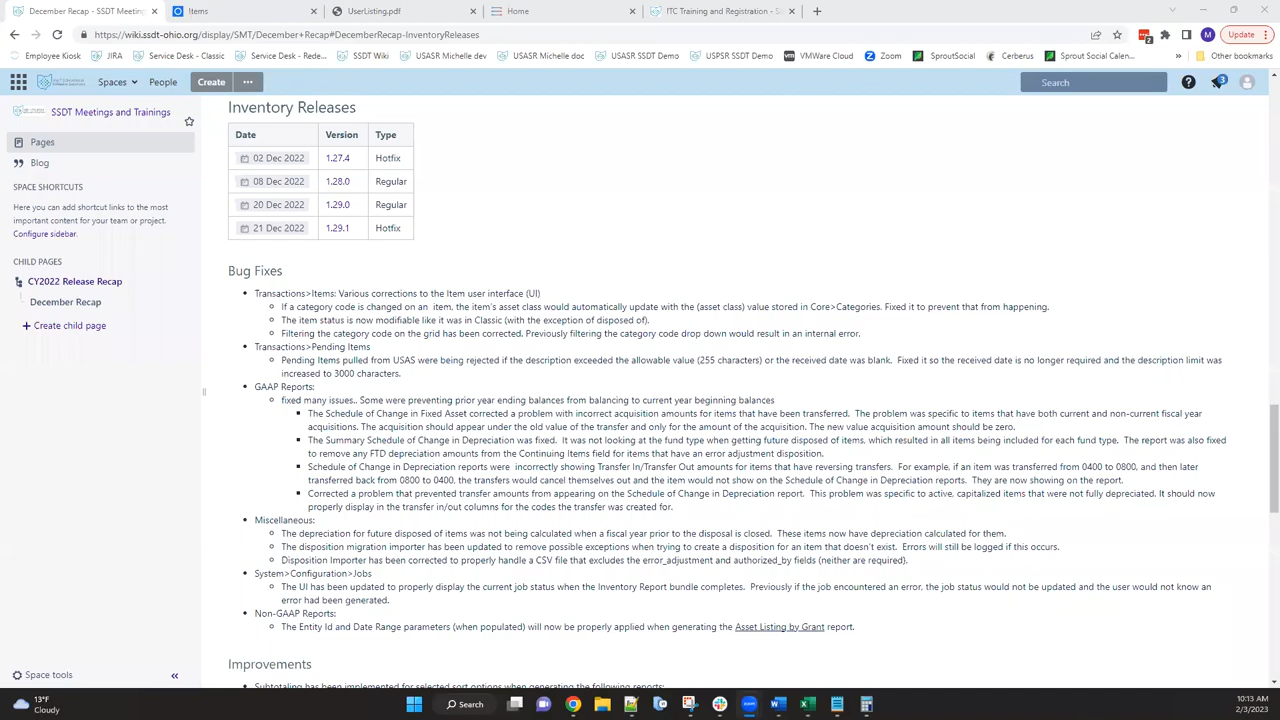 December Recap - SSDT Meetings
Items
UserListing.pdf
Home
ITC Training and Registration - S
https://wiki.ssdt-ohio.org/display/SMT/December+Recap#DecemberRecap-InventoryReleases
M
Update
Employee Kiosk
JIRA
Service Desk - Classic
Service Desk - Rede...
SSDT Wiki
USASR Michelle dev
USASR Michelle doc
USASR SSDT Demo
USPSR SSDT Demo
VMWare Cloud
Zoom
SproutSocial
Cerberus
Sprout Social Calen...
Other bookmarks
Spaces
People
Create
Search
3
SSDT Meetings and Trainings
Pages
Blog
SPACE SHORTCUTS
Here you can add shortcut links to the most
important content for your team or project.
Configure sidebar.
CHILD PAGES
CY2022 Release Recap
December Recap
+ Create child page
Space tools
Inventory Releases
Date Version Type
02 Dec 2022 1.27.4 Hotfix
08 Dec 2022 1.28.0 Regular
20 Dec 2022 1.29.0 Regular
21 Dec 2022 1.29.1 Hotfix
Bug Fixes
Transactions>Items: Various corrections to the Item user interface (UI)
If a category code is changed on an item, the item's asset class would automatically update with the (asset class) value stored in Core>Categories. Fixed it to prevent that from happening.
The item status is now modifiable like it was in Classic (with the exception of disposed of).
Filtering the category code on the grid has been corrected. Previously filtering the category code drop down would result in an internal error.
Transactions>Pending Items
Pending Items pulled from USAS were being rejected if the description exceeded the allowable value (255 characters) or the received date was blank. Fixed it so the received date is no longer required and the description limit was
increased to 3000 characters.
GAAP Reports:
fixed many issues.. Some were preventing prior year ending balances from balancing to current year beginning balances
The Schedule of Change in Fixed Asset corrected a problem with incorrect acquisition amounts for items that have been transferred. The problem was specific to items that have both current and non-current fiscal year
acquisitions. The acquisition should appear under the old value of the transfer and only for the amount of the acquisition. The new value acquisition amount should be zero.
The Summary Schedule of Change in Depreciation was fixed. It was not looking at the fund type when getting future disposed of items, which resulted in all items being included for each fund type. The report was also fixed
to remove any FTD depreciation amounts from the Continuing Items field for items that have an error adjustment disposition.
Schedule of Change in Depreciation reports were incorrectly showing Transfer In/Transfer Out amounts for items that have reversing transfers. For example, if an item was transferred from 0400 to 0800, and then later
transferred back from 0800 to 0400, the transfers would cancel themselves out and the item would not show on the Schedule of Change in Depreciation reports. They are now showing on the report.
Corrected a problem that prevented transfer amounts from appearing on the Schedule of Change in Depreciation report. This problem was specific to active, capitalized items that were not fully depreciated. It should now
properly display in the transfer in/out columns for the codes the transfer was created for.
Miscellaneous:
The depreciation for future disposed of items was not being calculated when a fiscal year prior to the disposal is closed. These items now have depreciation calculated for them.
The disposition migration importer has been updated to remove possible exceptions when trying to create a disposition for an item that doesn't exist. Errors will still be logged if this occurs.
Disposition Importer has been corrected to properly handle a CSV file that excludes the error_adjustment and authorized_by fields (neither are required).
System>Configuration>Jobs
The UI has been updated to properly display the current job status when the Inventory Report bundle completes. Previously if the job encountered an error, the job status would not be updated and the user would not know an
error had been generated.
Non-GAAP Reports:
The Entity Id and Date Range parameters (when populated) will now be properly applied when generating the Asset Listing by Grant report.
Improvements
Subtotaling has been implemented for selected sort options when generating the following reports:
13°F
Cloudy
Search
10:13 AM
2/3/2023